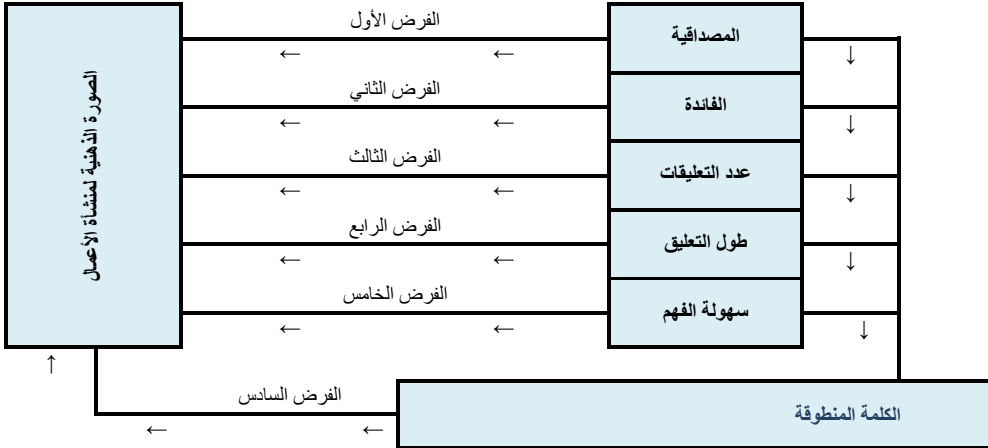 المصداقية
الفرض الأول
← ←
↓
الفائدة
الفرض الثاني
← ←
↓
عدد التعليقات
الفرض الثالث
← ←
↓
طول التعليق
الفرض الرابع
← ←
↓
سهولة الفهم
الفرض الخامس
← ←
↓
الصورة الذهنية لمنشأة الأعمال
↑
الكلمة المنطوقة
الفرض السادس
← ←